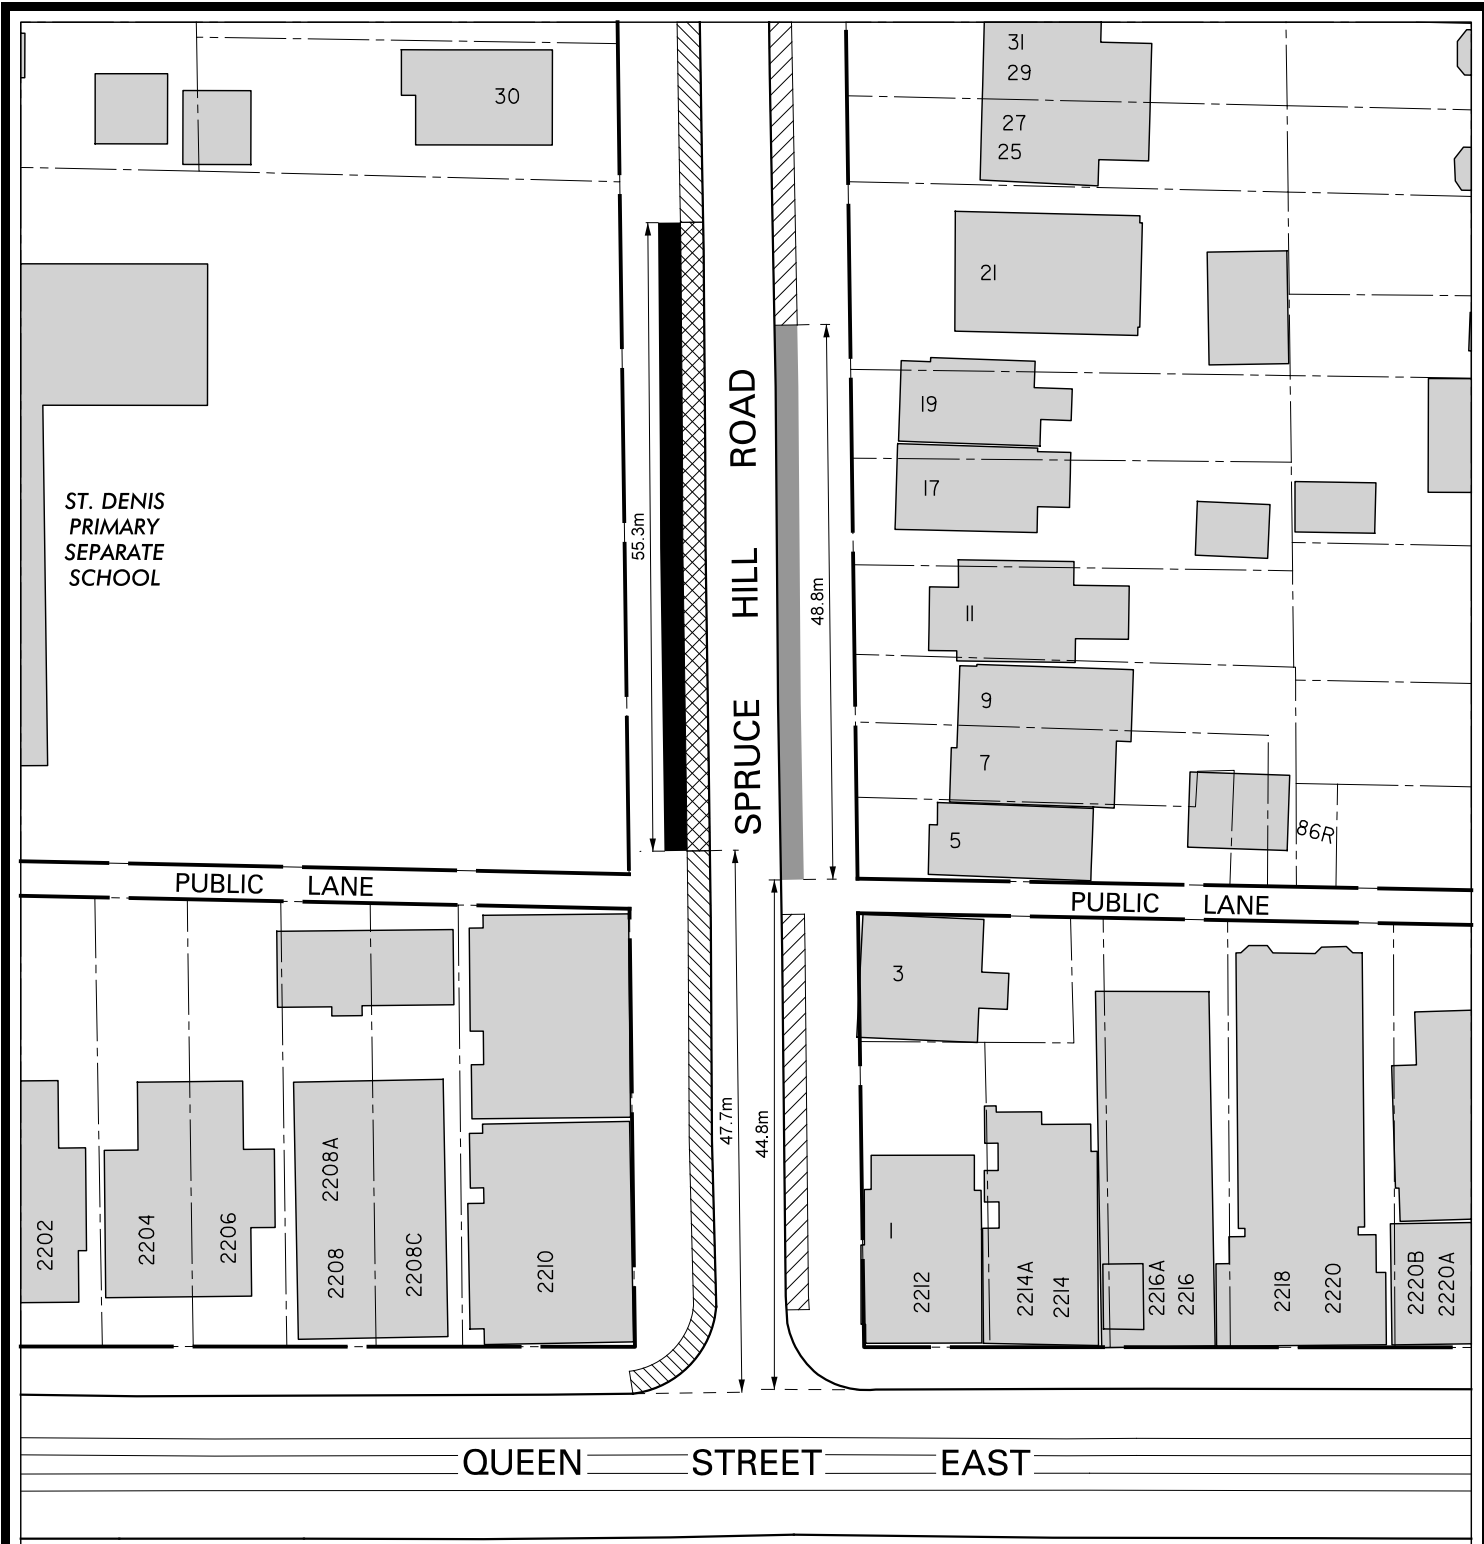 31
29
30
27
25
21
19
17
ST. DENIS
PRIMARY
SEPARATE
SCHOOL
55.3m
48.8m
SPRUCE HILL ROAD
11
9
7
5
86R
PUBLIC LANE
PUBLIC LANE
3
47.7m
44.8m
2202
2204
2206
2208A
2208
2208C
2210
1
2212
2214A
2214
2216A
2216
2218
2220
2220B
2220A
QUEEN STREET EAST